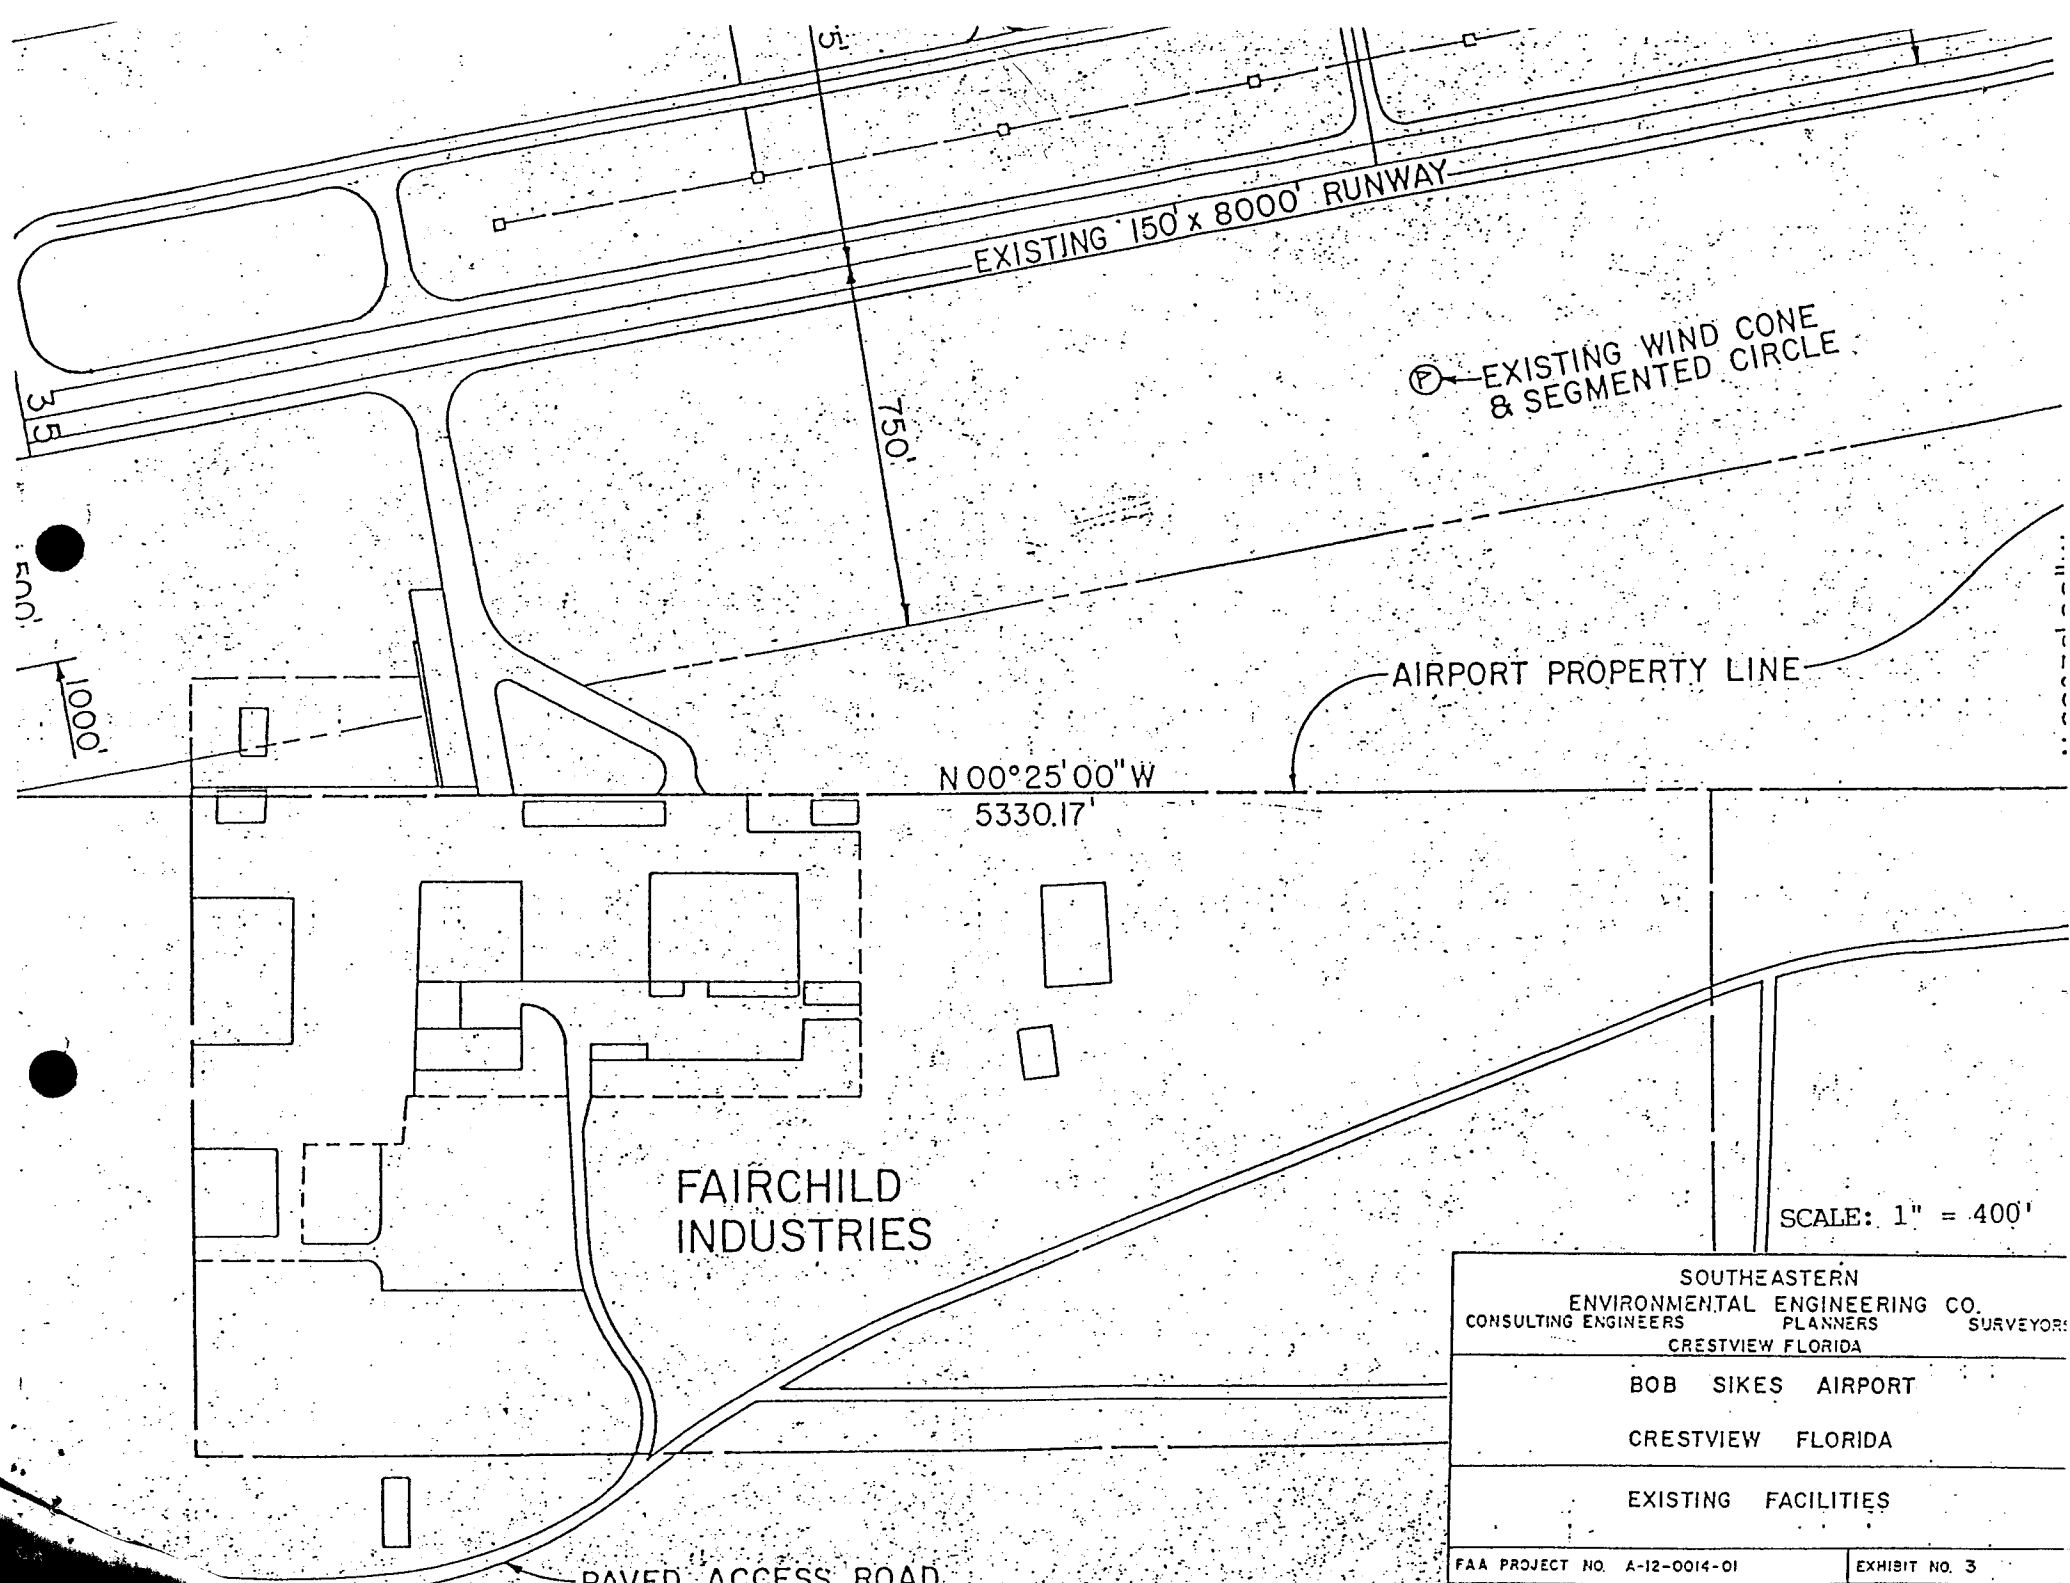 5'
EXISTING 150' x 8000' RUNWAY
EXISTING WIND CONE
& SEGMENTED CIRCLE
P
35
750'
500'
1000'
AIRPORT PROPERTY LINE
N 00°25'00" W
5330.17'
FAIRCHILD
INDUSTRIES
SCALE: 1" = 400'
SOUTHEASTERN
ENVIRONMENTAL ENGINEERING CO.
CONSULTING ENGINEERS PLANNERS SURVEYORS
CRESTVIEW FLORIDA
BOB SIKES AIRPORT
CRESTVIEW FLORIDA
EXISTING FACILITIES
FAA PROJECT NO. A-12-0014-01 EXHIBIT NO. 3
PAVED ACCESS ROAD